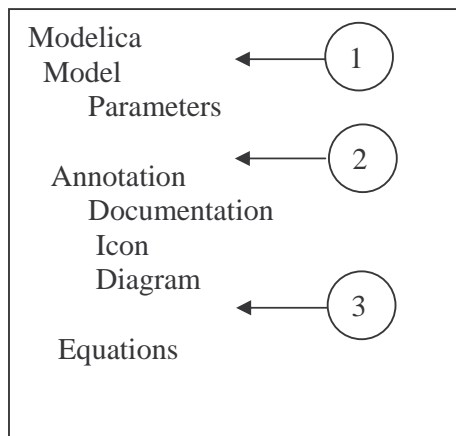 Modelica
1
Model
Parameters
2
Annotation
Documentation
Icon
Diagram
3
Equations